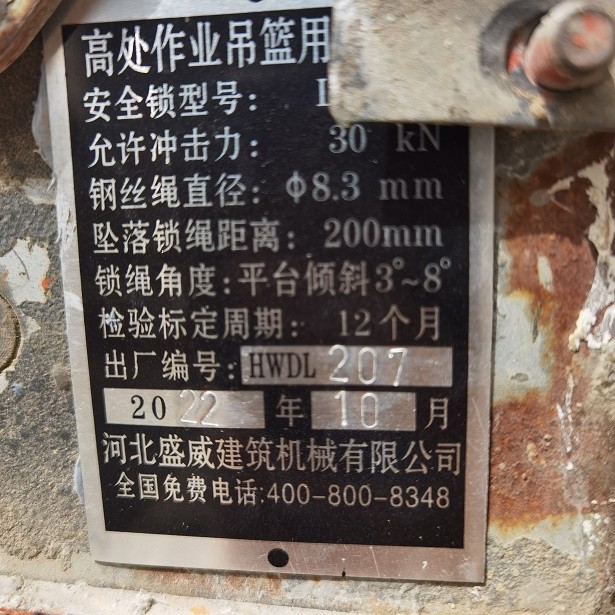 高处作业吊篮用
安全锁型号:
允许冲击力: 30 kN
钢丝绳直径: Φ8.3 mm
坠落锁绳距离: 200mm
锁绳角度:平台倾斜3°~8°
检验标定周期: 12个月
出厂编号:HWDL 207
2022 年 10 月
河北盛威建筑机械有限公司
全国免费电话:400-800-8348